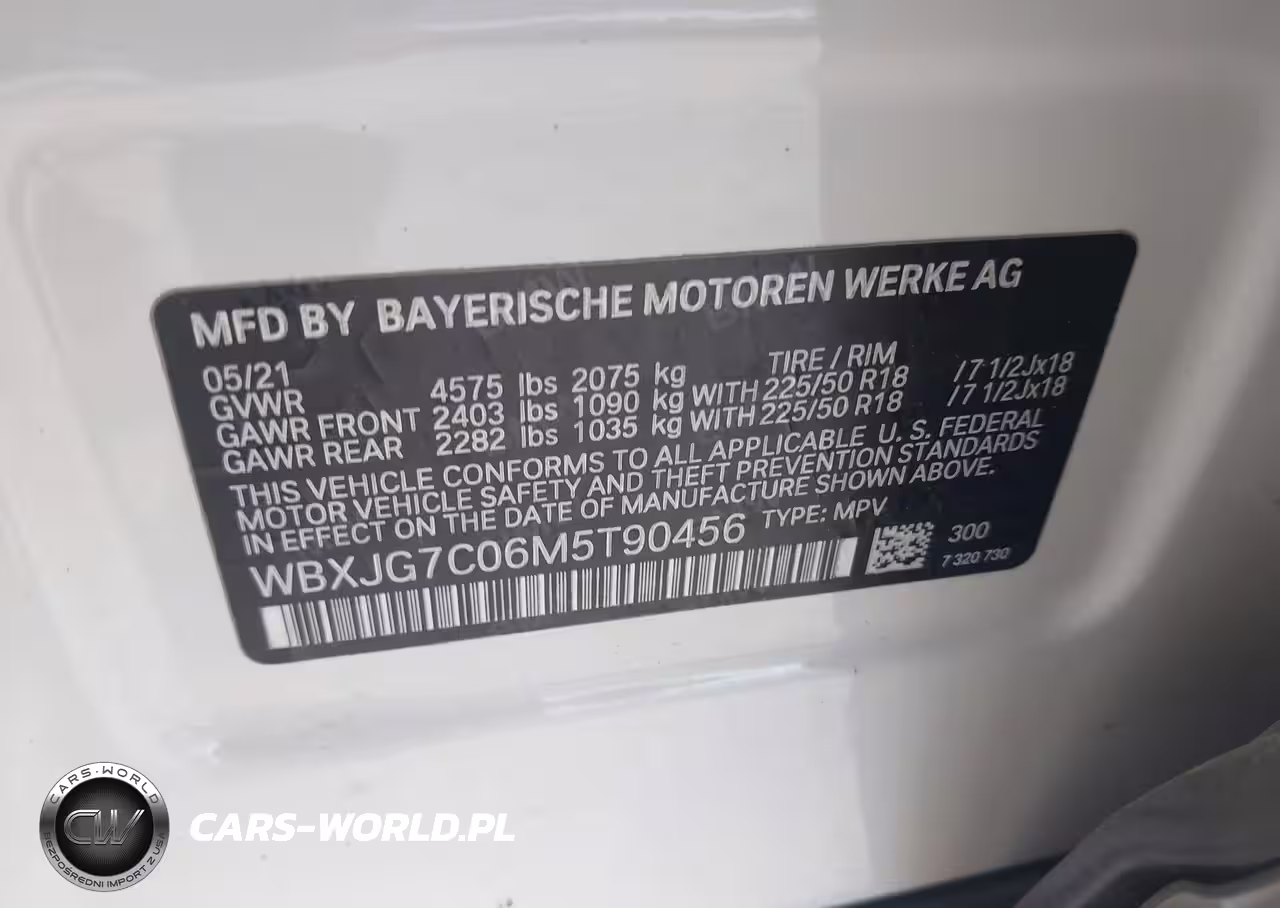 MFD BY BAYERISCHE MOTOREN WERKE AG
05/21 TIRE / RIM
GVWR 4575 lbs 2075 kg
GAWR FRONT 2403 lbs 1090 kg WITH 225/50 R18 /7 1/2Jx18
GAWR REAR 2282 lbs 1035 kg WITH 225/50 R18 /7 1/2Jx18
THIS VEHICLE CONFORMS TO ALL APPLICABLE U. S. FEDERAL
MOTOR VEHICLE SAFETY AND THEFT PREVENTION STANDARDS
IN EFFECT ON THE DATE OF MANUFACTURE SHOWN ABOVE.
WBXJG7C06M5T90456 TYPE: MPV
300
7 320 730
CARS-WORLD
CW
BEZPOŚREDNI IMPORT Z USA
CARS-WORLD.PL